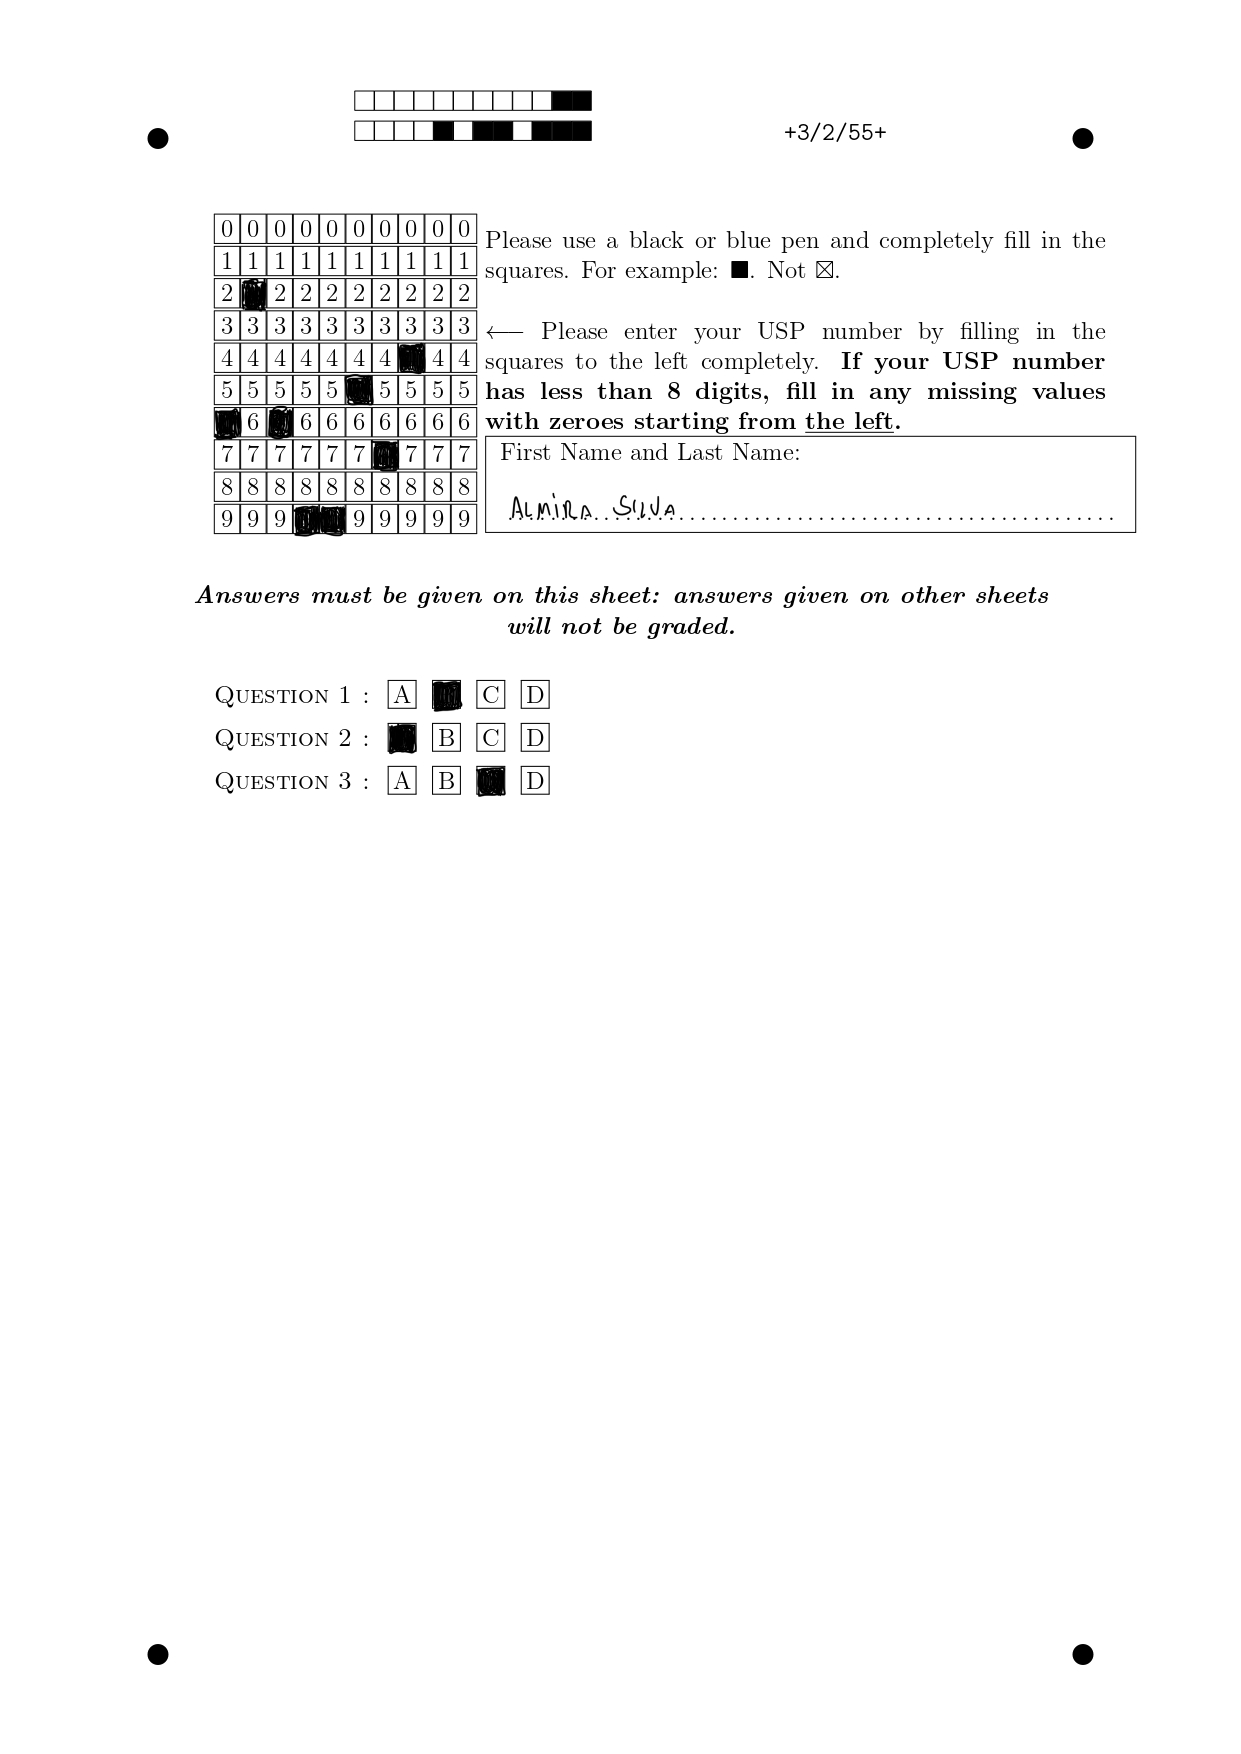 +3/2/55+
0 0 0 0 0 0 0 0 0 0
1 1 1 1 1 1 1 1 1 1
2 2 2 2 2 2 2 2 2
3 3 3 3 3 3 3 3 3 3
4 4 4 4 4 4 4 4 4
5 5 5 5 5 5 5 5 5
6 6 6 6 6 6 6 6
7 7 7 7 7 7 7 7 7
8 8 8 8 8 8 8 8 8 8
9 9 9 9 9 9 9 9
Please use a black or blue pen and completely fill in the
squares. For example: ■. Not ☒.
⟵ Please enter your USP number by filling in the
squares to the left completely. If your USP number
has less than 8 digits, fill in any missing values
with zeroes starting from the left.
First Name and Last Name:
ALMIRA SILVA
Answers must be given on this sheet: answers given on other sheets
will not be graded.
QUESTION 1 : A C D
QUESTION 2 : B C D
QUESTION 3 : A B D